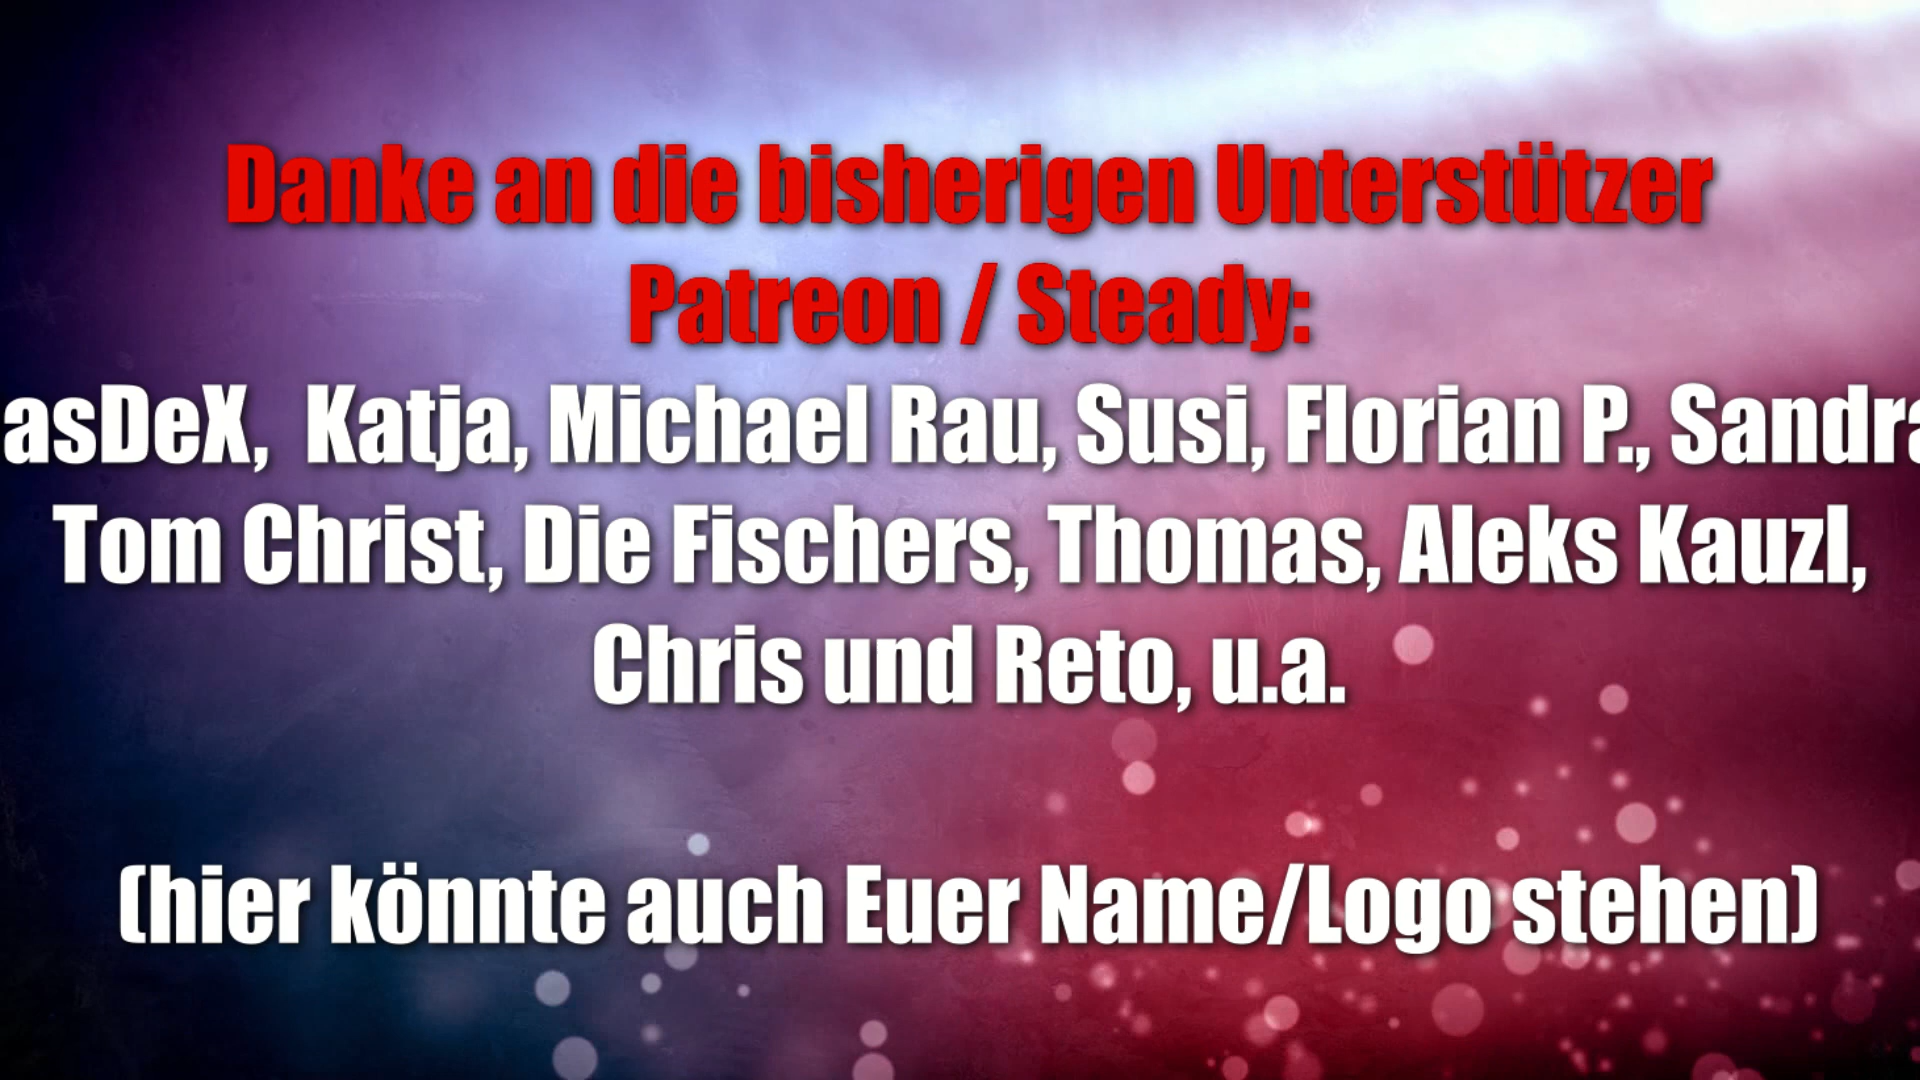 Danke an die bisherigen Unterstützer
Patreon / Steady:
asDeX, Katja, Michael Rau, Susi, Florian P., Sandra
Tom Christ, Die Fischers, Thomas, Aleks Kauzl,
Chris und Reto, u.a.
(hier könnte auch Euer Name/Logo stehen)